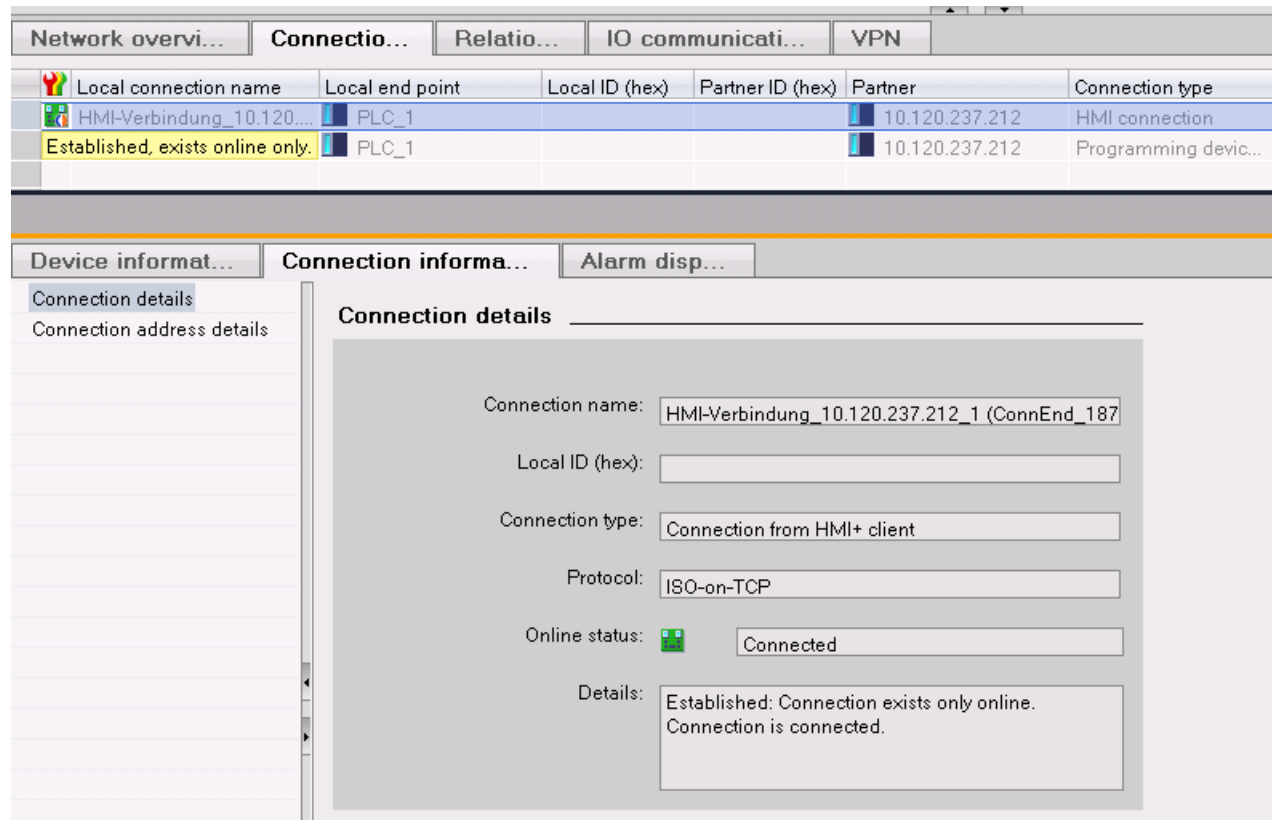 Network overvi... Connectio... Relatio... IO communicati... VPN
Local connection name Local end point Local ID (hex) Partner ID (hex) Partner Connection type
HMI-Verbindung_10.120.... PLC_1 10.120.237.212 HMI connection
Established, exists online only. PLC_1 10.120.237.212 Programming devic...
Device informat... Connection informa... Alarm disp...
Connection details
Connection address details
Connection details
Connection name: HMI-Verbindung_10.120.237.212_1 (ConnEnd_187
Local ID (hex):
Connection type: Connection from HMI+ client
Protocol: ISO-on-TCP
Online status: Connected
Details: Established: Connection exists only online.
Connection is connected.